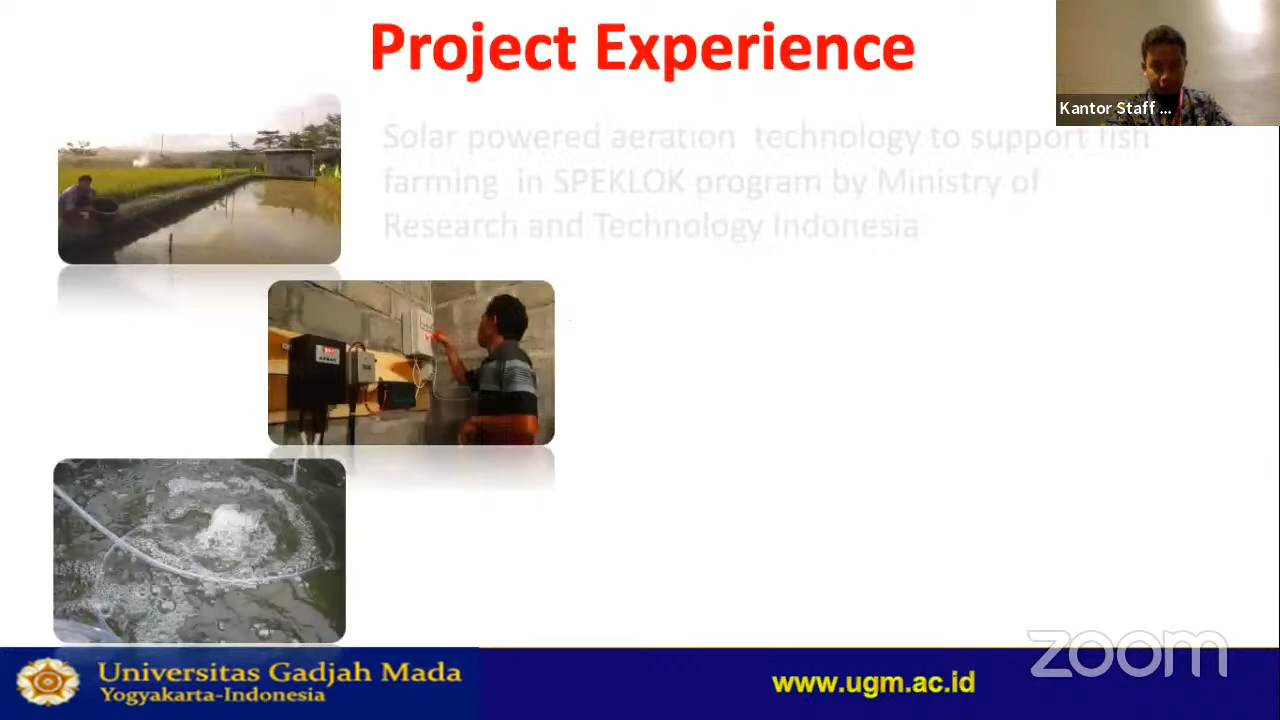 Project Experience
Kantor Staff ...
Solar powered aeration technology to support fish
farming in SPEKLOK program by Ministry of
Research and Technology Indonesia
Universitas Gadjah Mada
Yogyakarta-Indonesia
www.ugm.ac.id
zoom